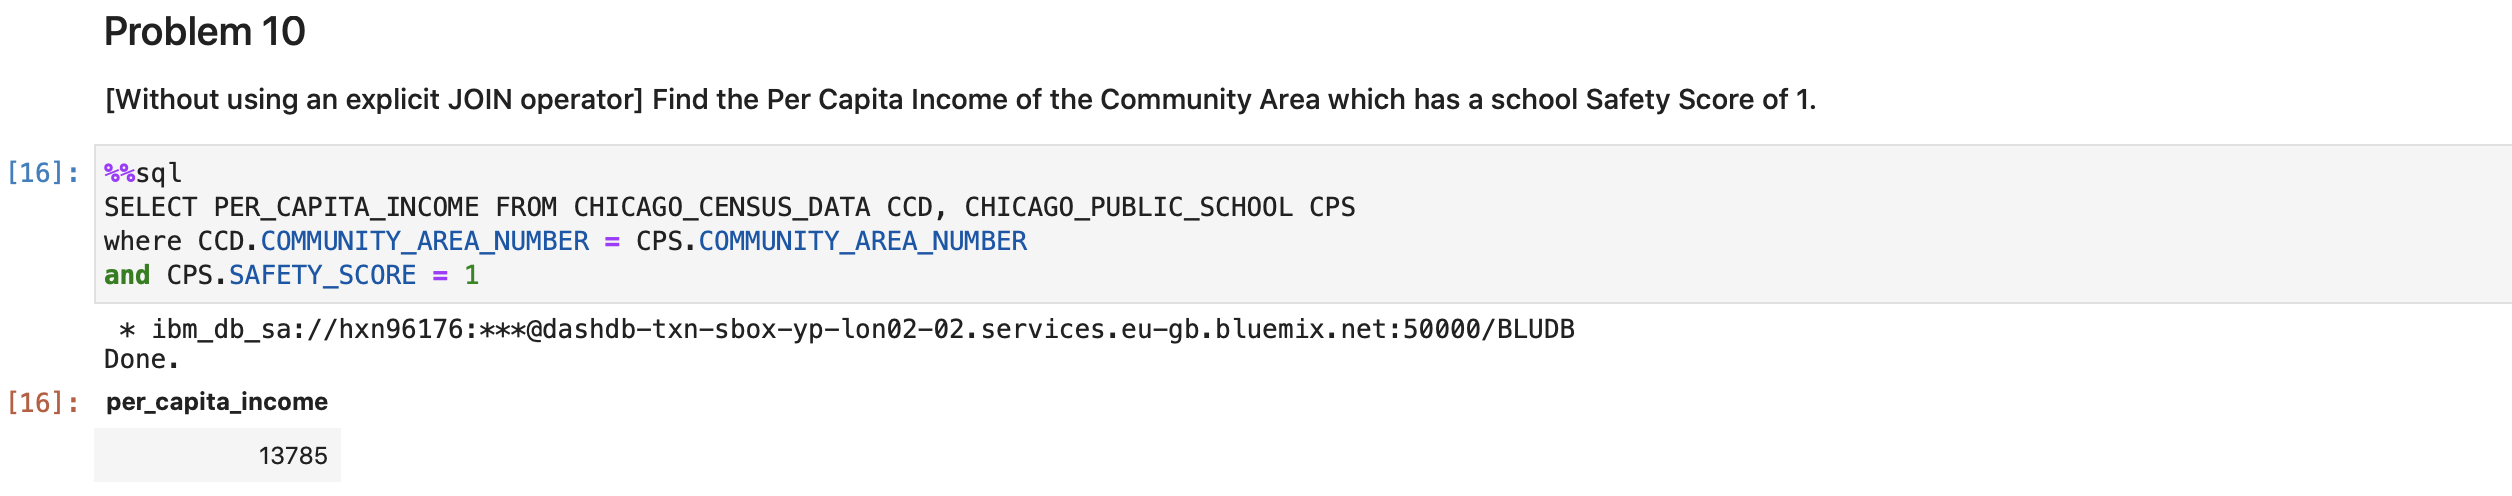 Problem 10
[Without using an explicit JOIN operator] Find the Per Capita Income of the Community Area which has a school Safety Score of 1.
[16]: %%sql
SELECT PER_CAPITA_INCOME FROM CHICAGO_CENSUS_DATA CCD, CHICAGO_PUBLIC_SCHOOL CPS
where CCD.COMMUNITY_AREA_NUMBER = CPS.COMMUNITY_AREA_NUMBER
and CPS.SAFETY_SCORE = 1
* ibm_db_sa://hxn96176:***@dashdb-txn-sbox-yp-lon02-02.services.eu-gb.bluemix.net:50000/BLUDB
Done.
[16]: per_capita_income
13785